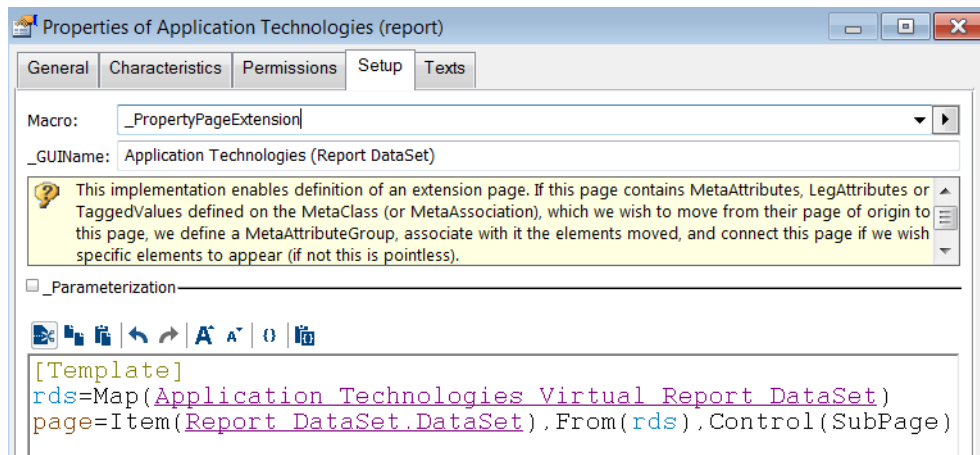 Properties of Application Technologies (report)
General Characteristics Permissions Setup Texts
Macro: _PropertyPageExtension
_GUIName: Application Technologies (Report DataSet)
This implementation enables definition of an extension page. If this page contains MetaAttributes, LegAttributes or
TaggedValues defined on the MetaClass (or MetaAssociation), which we wish to move from their page of origin to
this page, we define a MetaAttributeGroup, associate with it the elements moved, and connect this page if we wish
specific elements to appear (if not this is pointless).
_Parameterization
[Template]
rds=Map(Application Technologies Virtual Report DataSet)
page=Item(Report DataSet.DataSet),From(rds),Control(SubPage)